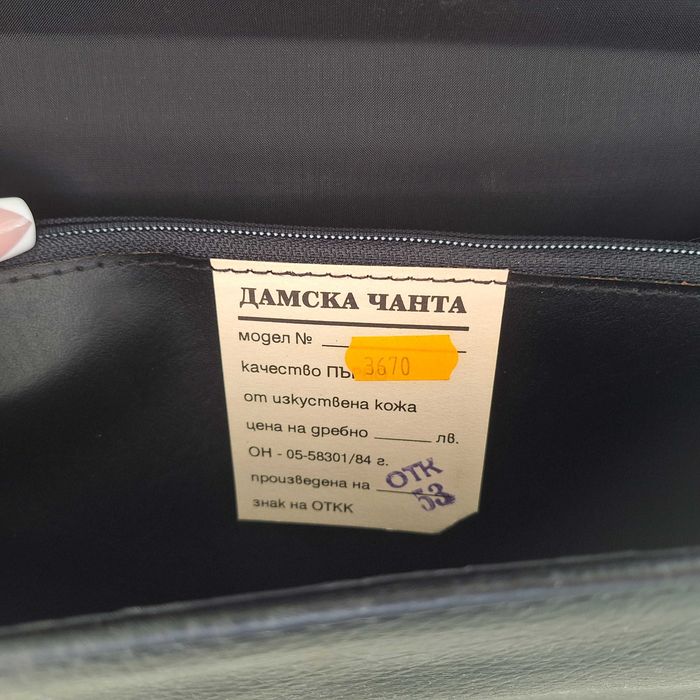 ДАМСКА ЧАНТА
модел №
3670
качество
от изкуствена кожа
цена на дребно ______ лв.
ОН - 05-58301/84 г.
произведена на
ОТК
53
знак на ОТКК